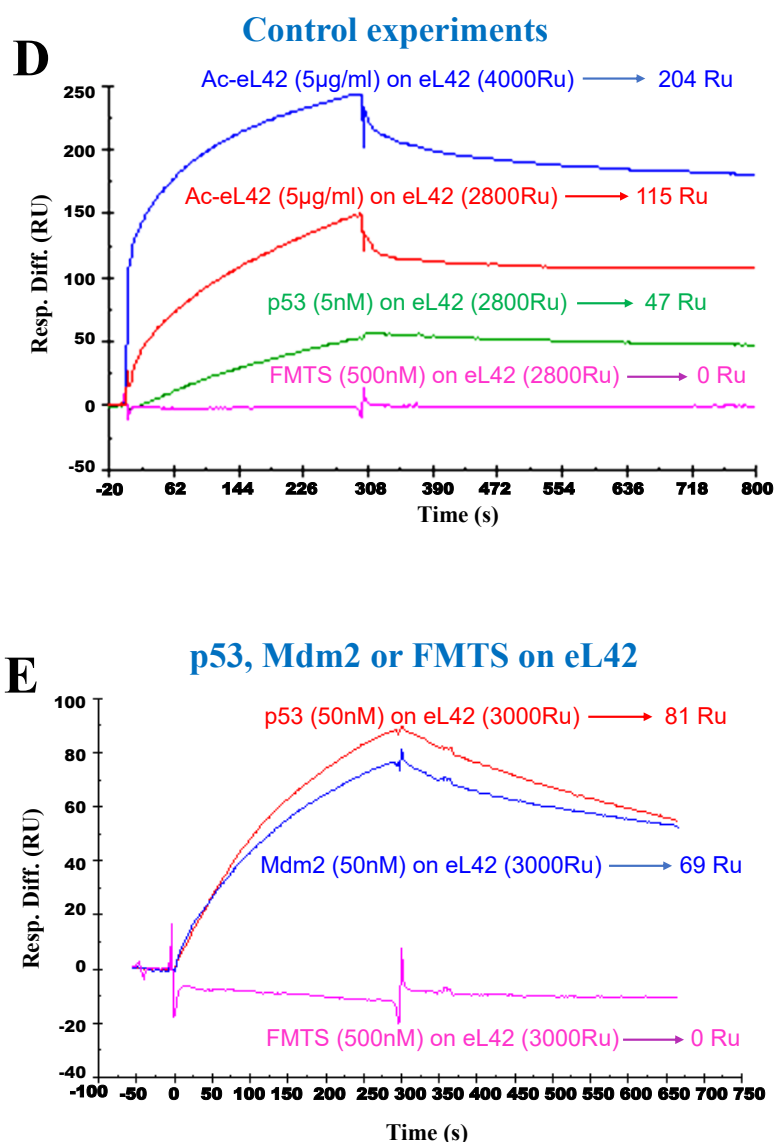 Control experiments
D
Ac-eL42 (5µg/ml) on eL42 (4000Ru) → 204 Ru
Ac-eL42 (5µg/ml) on eL42 (2800Ru) → 115 Ru
p53 (5nM) on eL42 (2800Ru) → 47 Ru
FMTS (500nM) on eL42 (2800Ru) → 0 Ru
Resp. Diff. (RU)
250
200
150
100
50
0
-50
-20 62 144 226 308 390 472 554 636 718 800
Time (s)
E
p53, Mdm2 or FMTS on eL42
p53 (50nM) on eL42 (3000Ru) → 81 Ru
Mdm2 (50nM) on eL42 (3000Ru) → 69 Ru
FMTS (500nM) on eL42 (3000Ru) → 0 Ru
Resp. Diff. (RU)
100
80
60
40
20
0
-20
-40
-100 -50 0 50 100 150 200 250 300 350 400 450 500 550 600 650 700 750
Time (s)